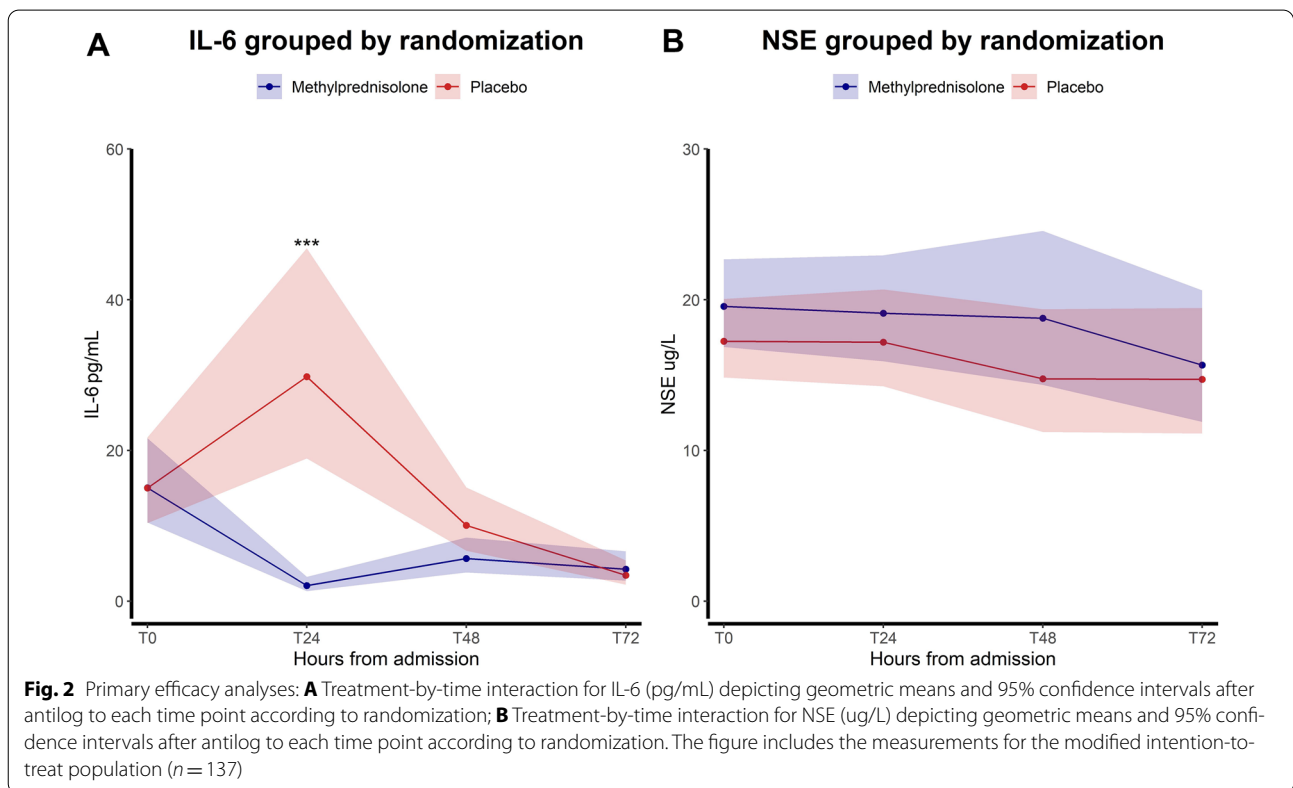 A IL-6 grouped by randomization
Methylprednisolone Placebo
60
40
20
0
IL-6 pg/mL
***
T0 T24 T48 T72
Hours from admission
B NSE grouped by randomization
Methylprednisolone Placebo
30
20
10
0
NSE ug/L
T0 T24 T48 T72
Hours from admission
Fig. 2 Primary efficacy analyses: A Treatment-by-time interaction for IL-6 (pg/mL) depicting geometric means and 95% confidence intervals after
antilog to each time point according to randomization; B Treatment-by-time interaction for NSE (ug/L) depicting geometric means and 95% confi-
dence intervals after antilog to each time point according to randomization. The figure includes the measurements for the modified intention-to-
treat population (n = 137)